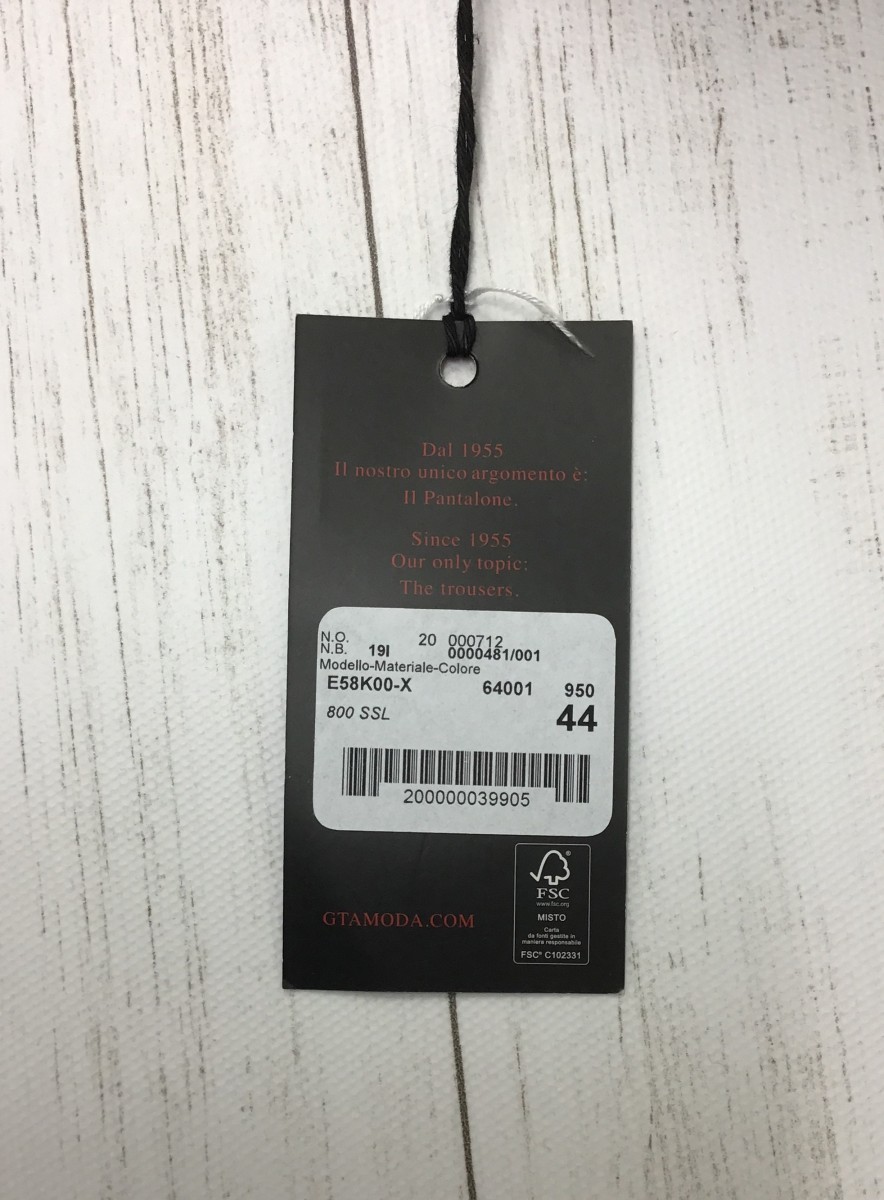 Dal 1955
Il nostro unico argomento è:
Il Pantalone.
Since 1955
Our only topic:
The trousers.
N.O. 20 000712
N.B. 19I 0000481/001
Modello-Materiale-Colore
E58K00-X 64001 950
800 SSL 44
200000039905
GTAMODA.COM
®
FSC
www.fsc.org
MISTO
Carta
da fonti gestite in
maniera responsabile
FSC® C102331